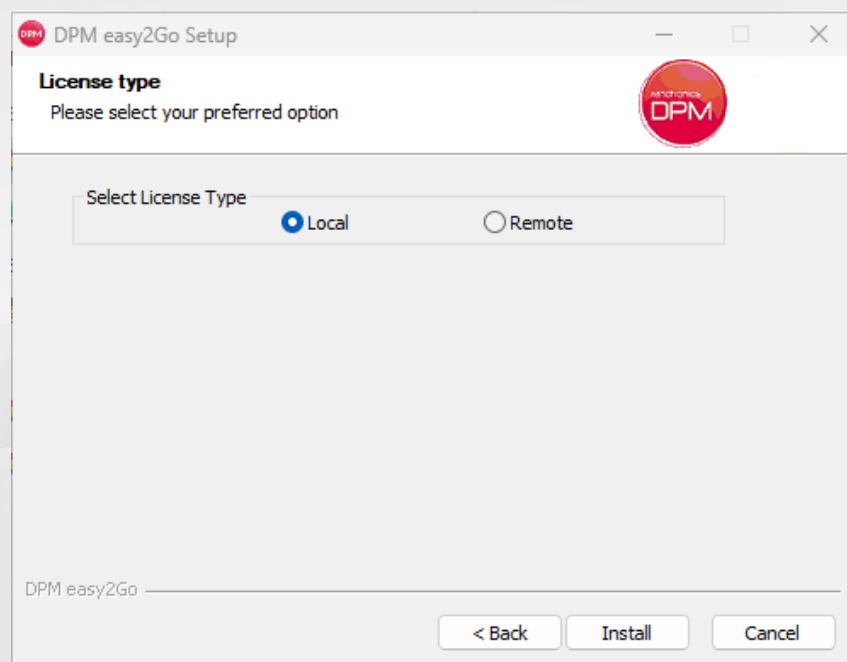 DPM easy2Go Setup
License type
Please select your preferred option
DPM
Select License Type
Local
Remote
DPM easy2Go
< Back
Install
Cancel